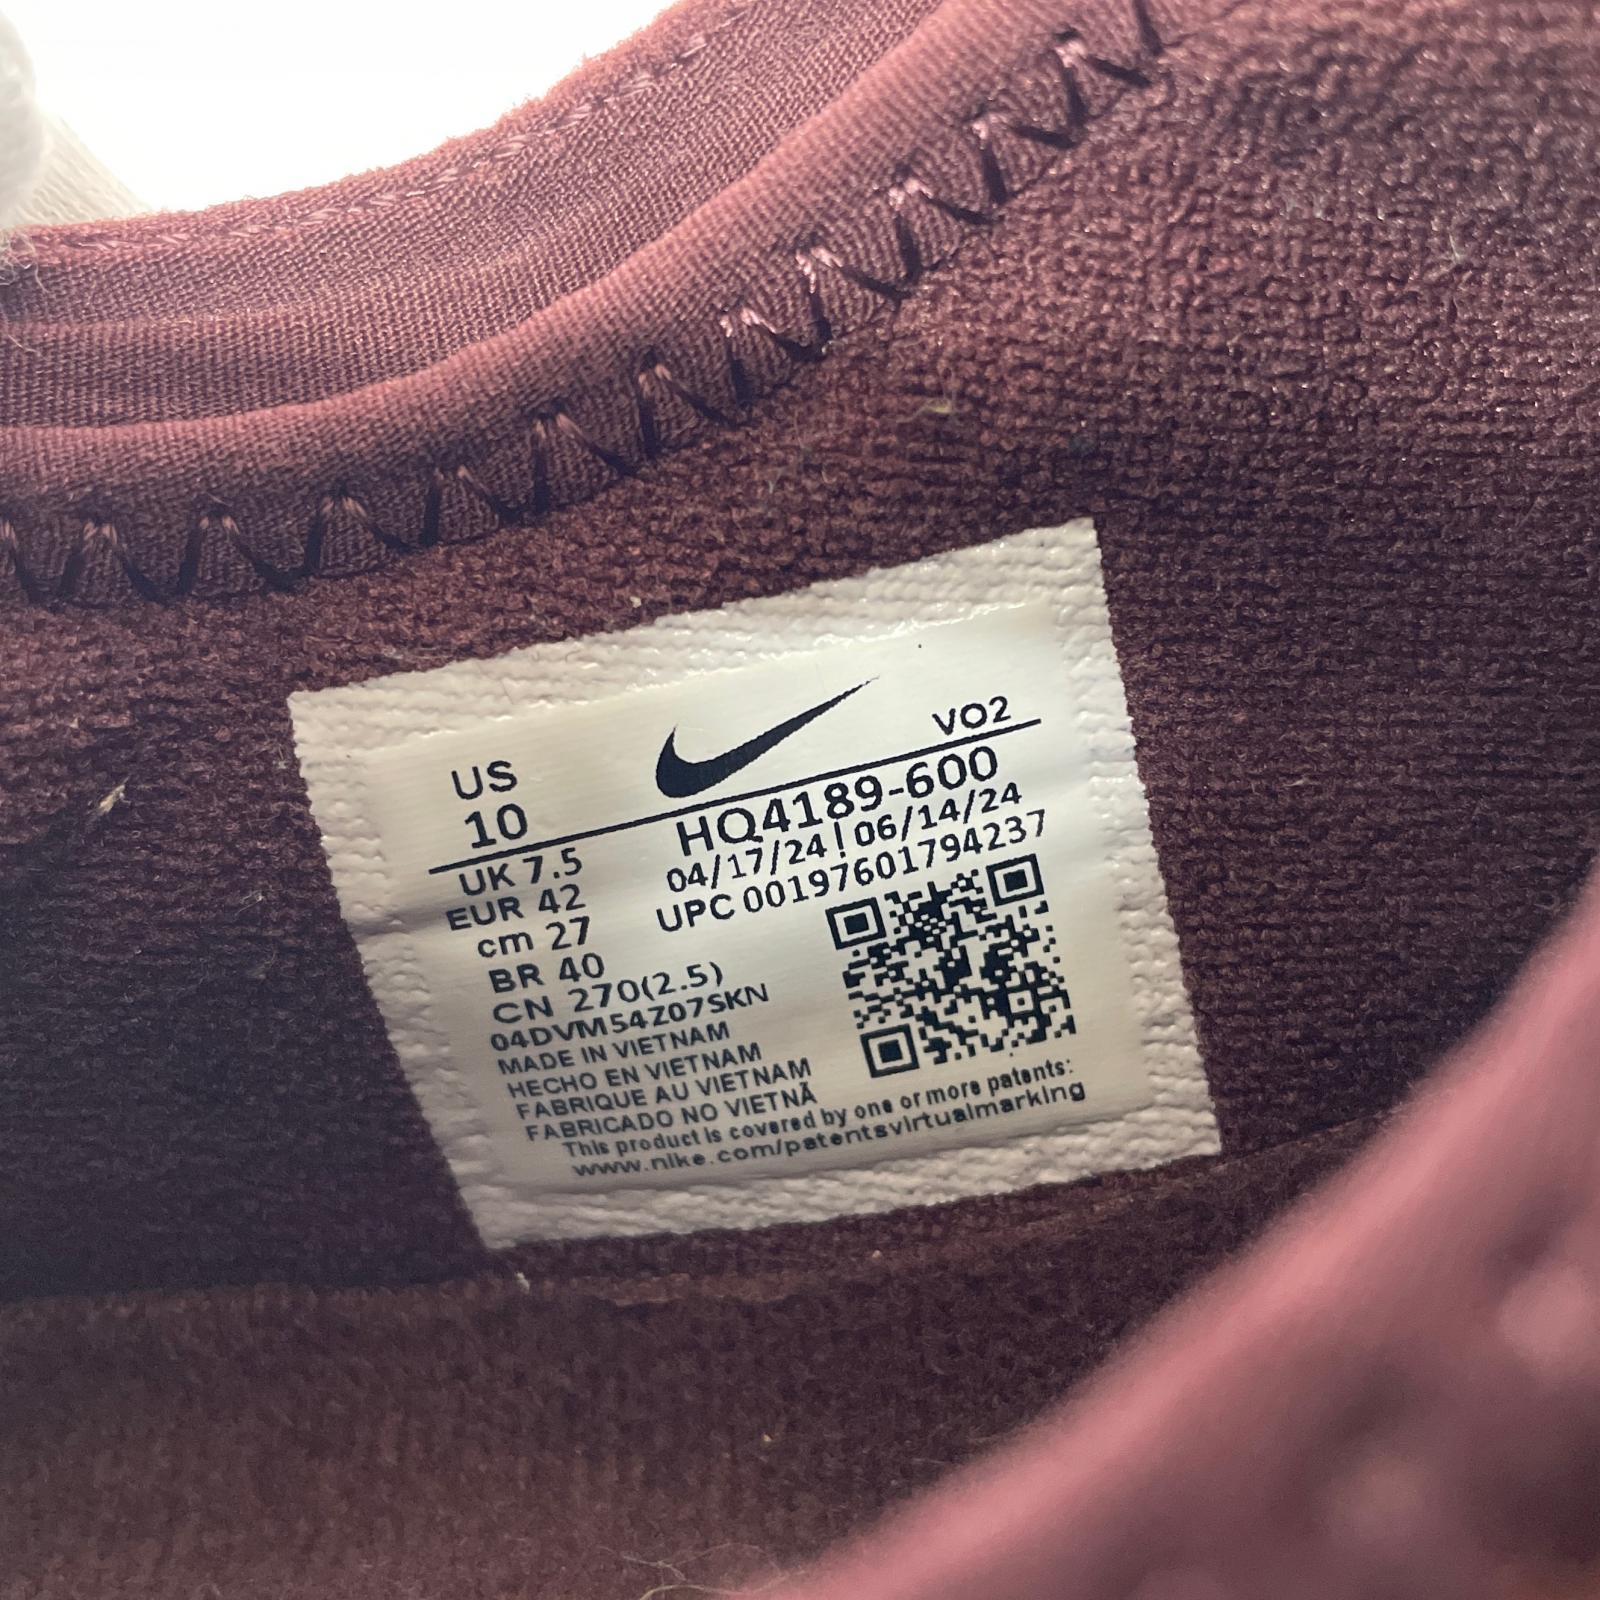 US
10
VO2
UK 7.5
EUR 42
cm 27
BR 40
CN 270(2.5)
HQ4189-600
04/17/24 | 06/14/24
UPC 00197601794237
04DVM54Z07SKN
MADE IN VIETNAM
HECHO EN VIETNAM
FABRIQUE AU VIETNAM
FABRICADO NO VIETNÃ
This product is covered by one or more patents:
www.nike.com/patentsvirtualmarking